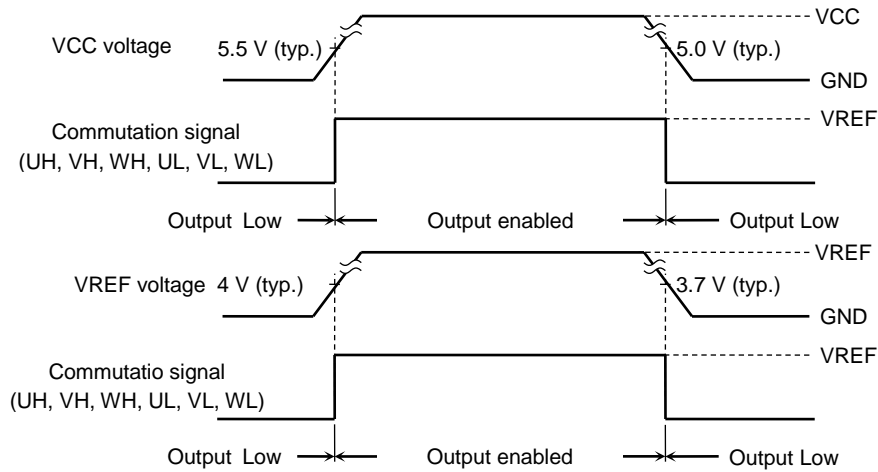 VCC
VCC voltage 5.5 V (typ.) 5.0 V (typ.)
GND
VREF
Commutation signal
(UH, VH, WH, UL, VL, WL)
Output Low Output enabled Output Low
VREF
VREF voltage 4 V (typ.) 3.7 V (typ.)
GND
VREF
Commutatio signal
(UH, VH, WH, UL, VL, WL)
Output Low Output enabled Output Low